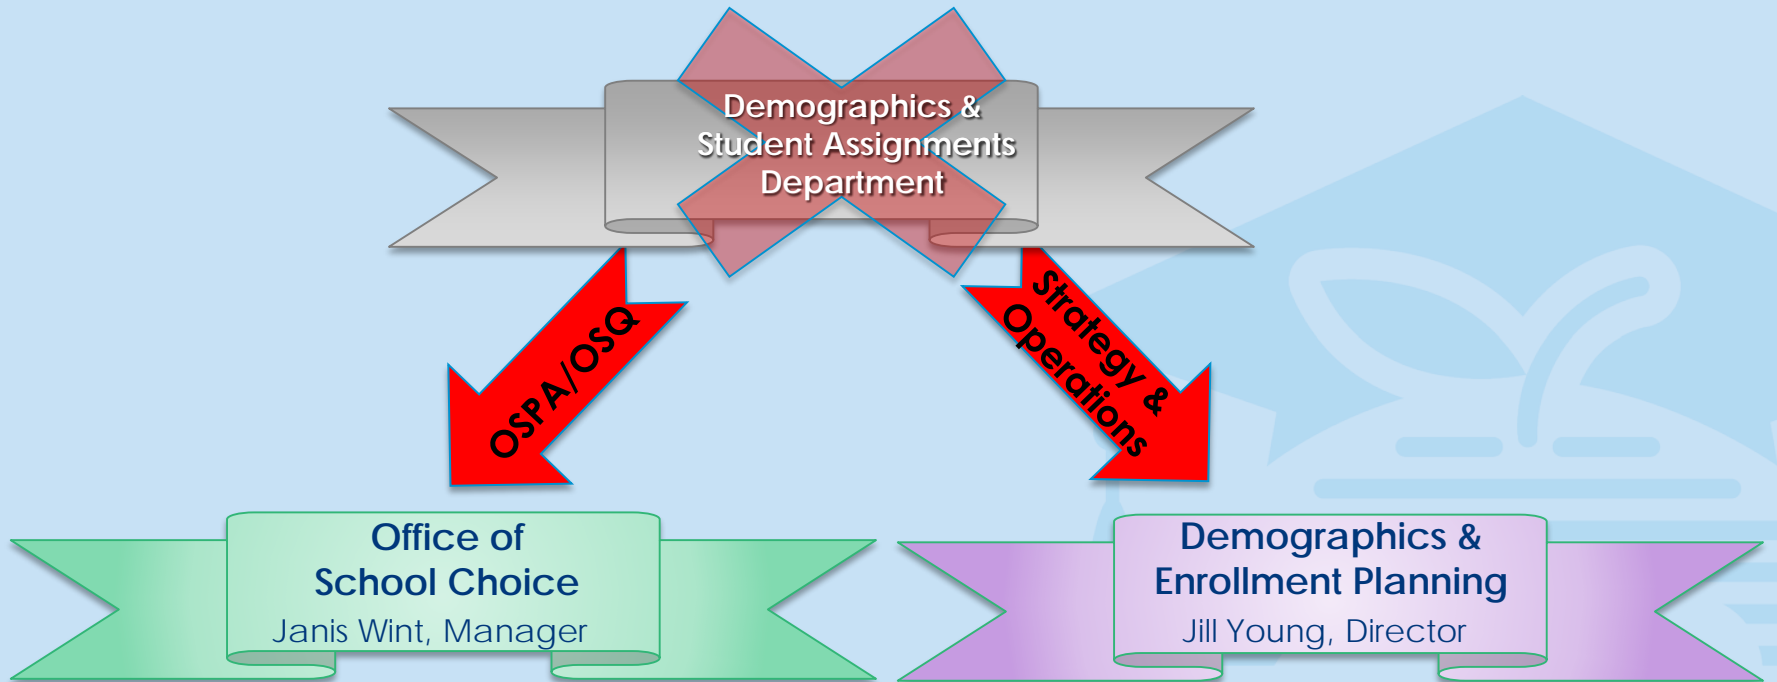 Demographics &
Student Assignments
Department
OSPA/OSQ
Strategy &
Operations
Office of
School Choice
Janis Wint, Manager
Demographics &
Enrollment Planning
Jill Young, Director